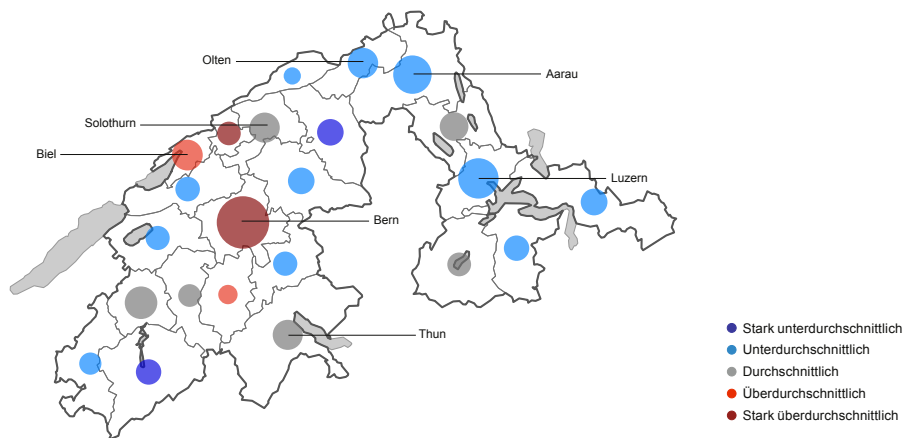 Olten
Aarau
Solothurn
Biel
Luzern
Bern
Thun
Stark unterdurchschnittlich
Unterdurchschnittlich
Durchschnittlich
Überdurchschnittlich
Stark überdurchschnittlich